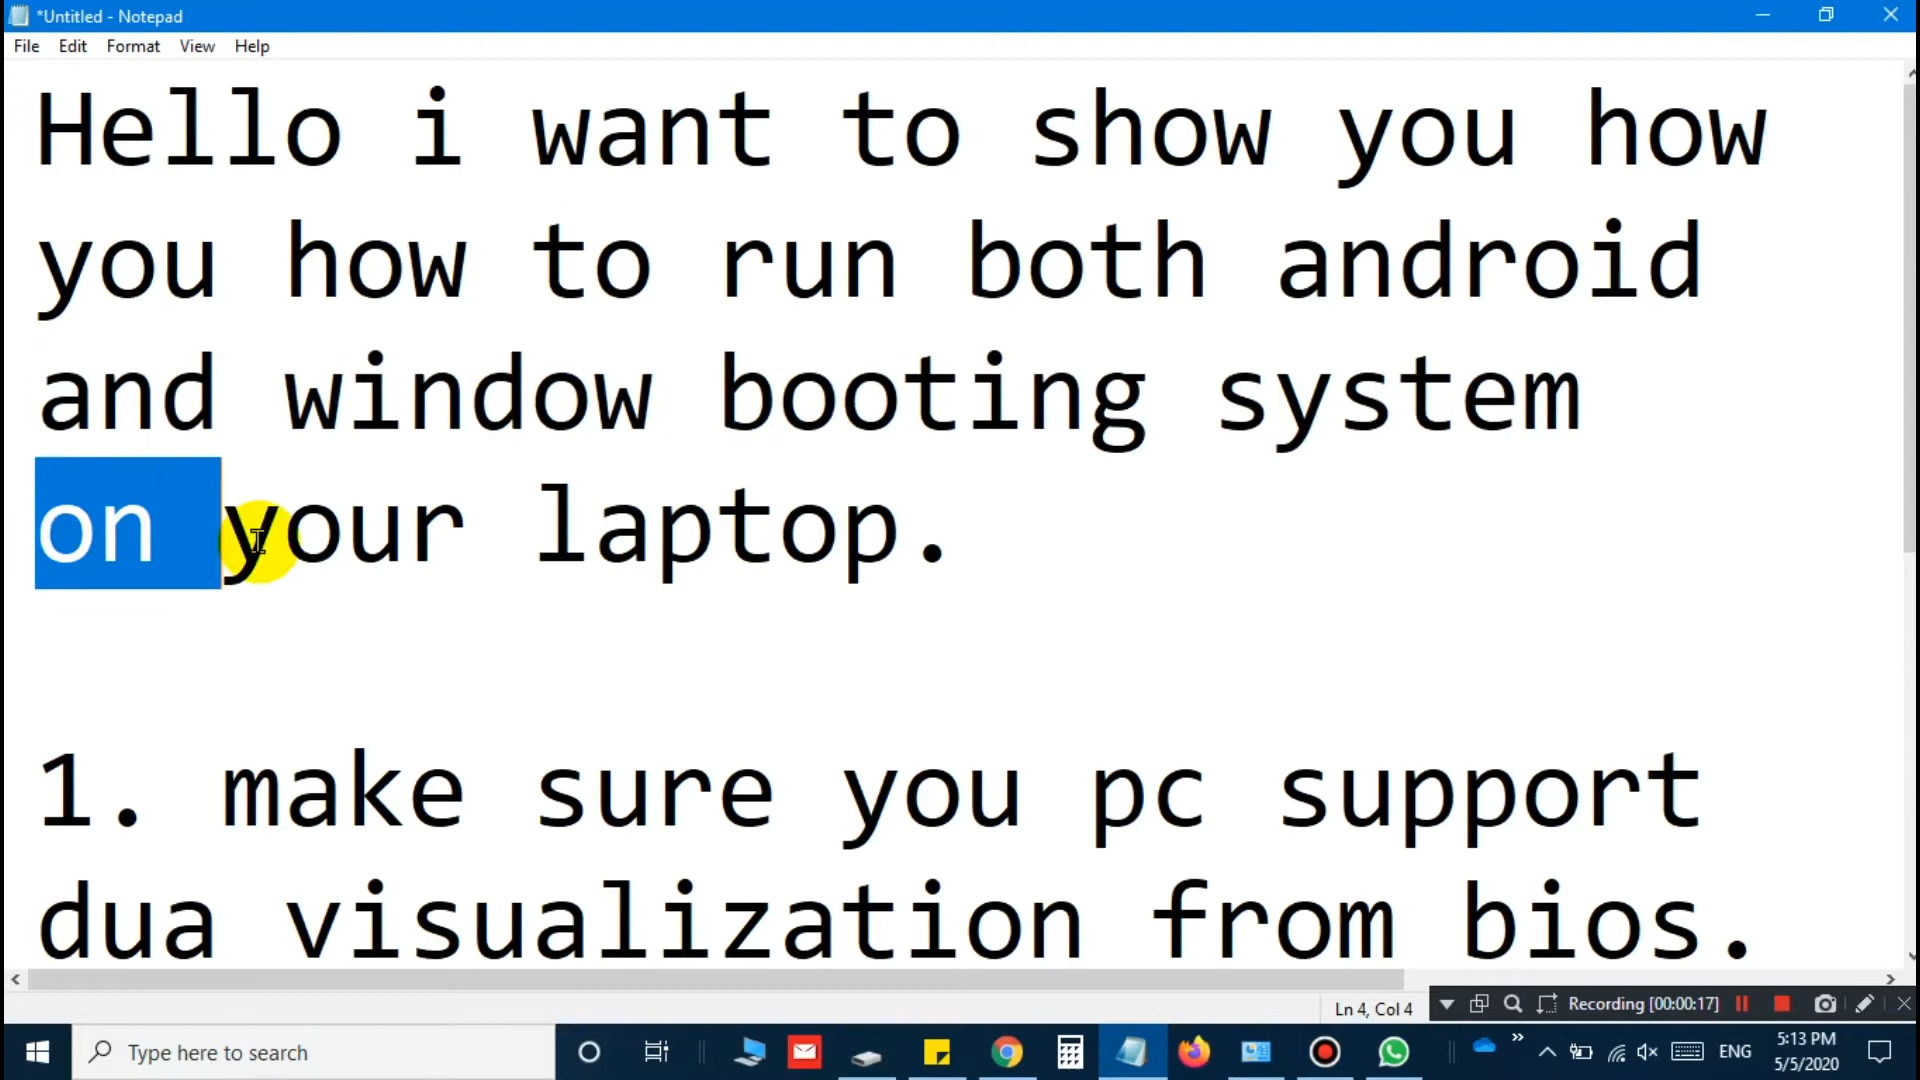 *Untitled - Notepad
File Edit Format View Help
Hello i want to show you how
you how to run both android
and window booting system
on your laptop.
1. make sure you pc support
dua visualization from bios.
Ln 4, Col 4
Recording [00:00:17]
Type here to search
ENG
5:13 PM
5/5/2020